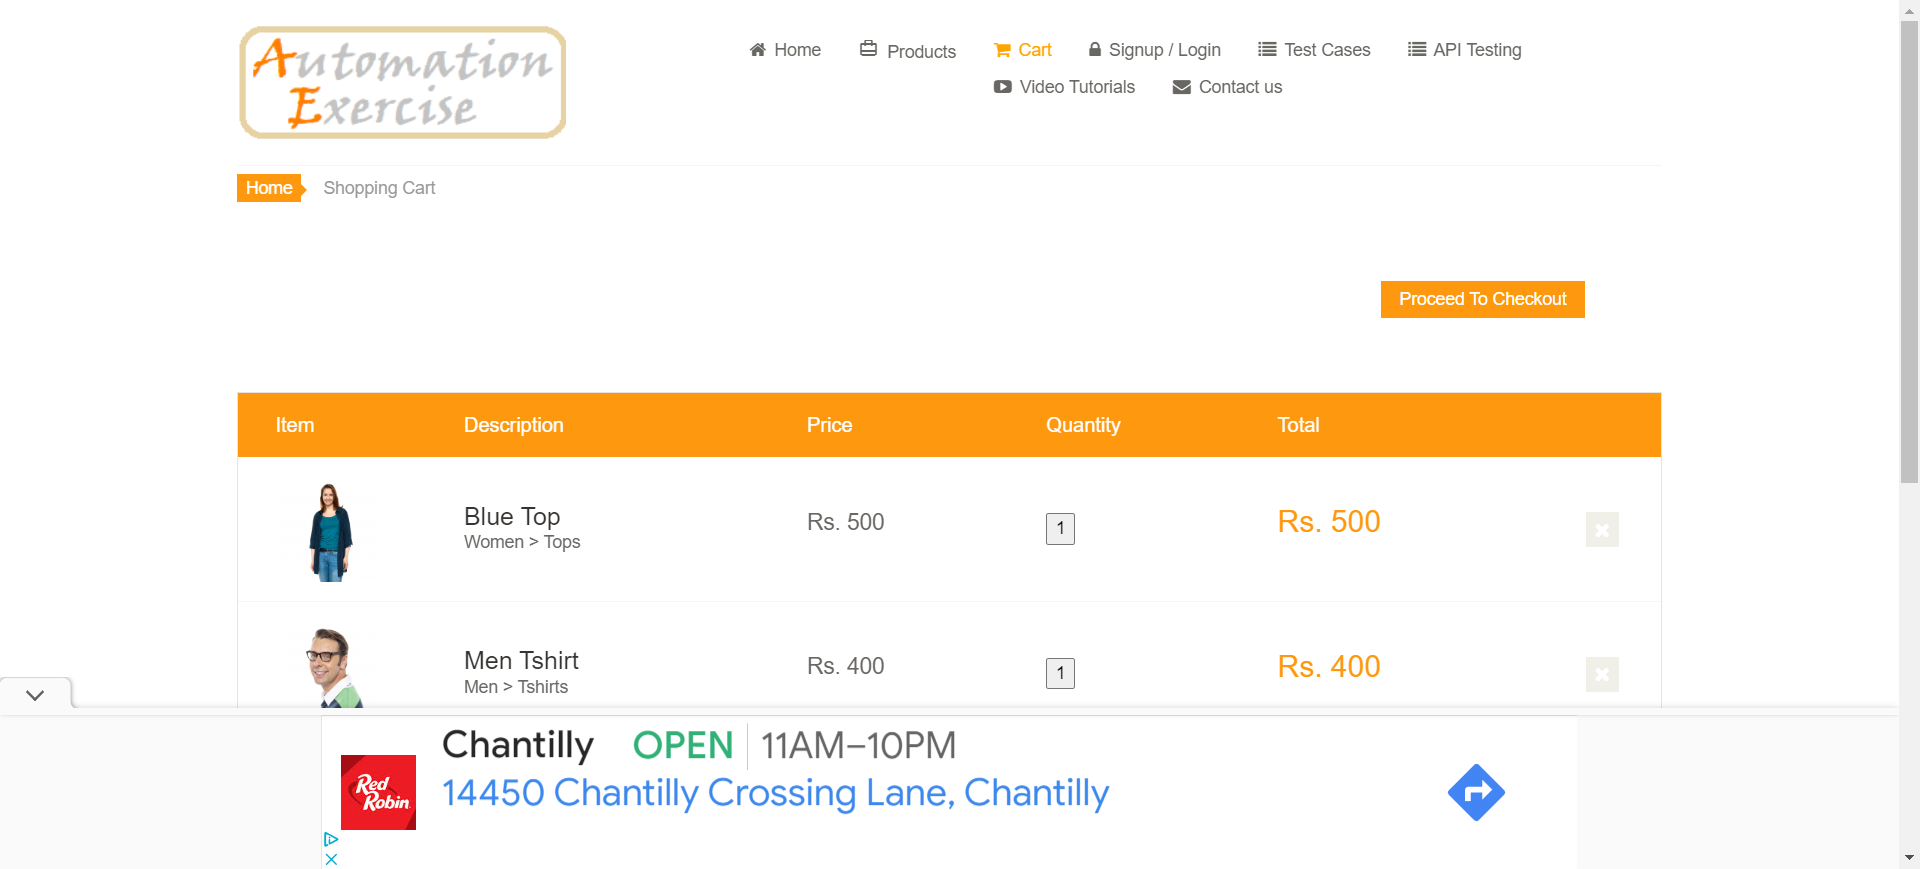 Automation
Exercise
Home
Products
Cart
Signup / Login
Test Cases
API Testing
Video Tutorials
Contact us
Home
Shopping Cart
Proceed To Checkout
Item Description Price Quantity Total
Blue Top
Women > Tops
Rs. 500
1
Rs. 500
Men Tshirt
Men > Tshirts
Rs. 400
1
Rs. 400
Red
Robin
Chantilly OPEN 11AM–10PM
14450 Chantilly Crossing Lane, Chantilly